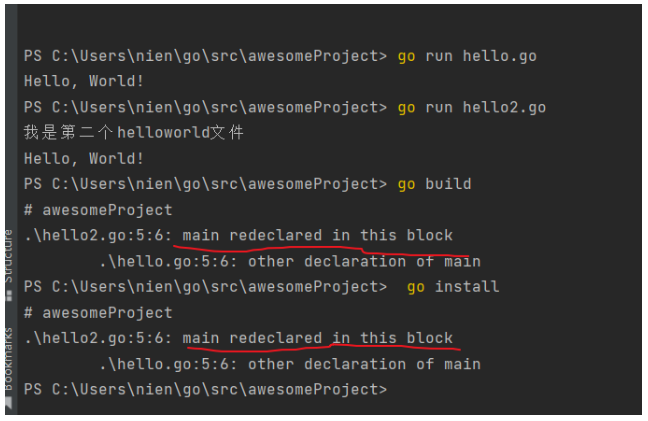 PS C:\Users\nien\go\src\awesomeProject> go run hello.go
Hello, World!
PS C:\Users\nien\go\src\awesomeProject> go run hello2.go
我是第二个helloworld文件
Hello, World!
PS C:\Users\nien\go\src\awesomeProject> go build
# awesomeProject
.\hello2.go:5:6: main redeclared in this block
        .\hello.go:5:6: other declaration of main
PS C:\Users\nien\go\src\awesomeProject>  go install
# awesomeProject
.\hello2.go:5:6: main redeclared in this block
        .\hello.go:5:6: other declaration of main
PS C:\Users\nien\go\src\awesomeProject>
Structure
Bookmarks